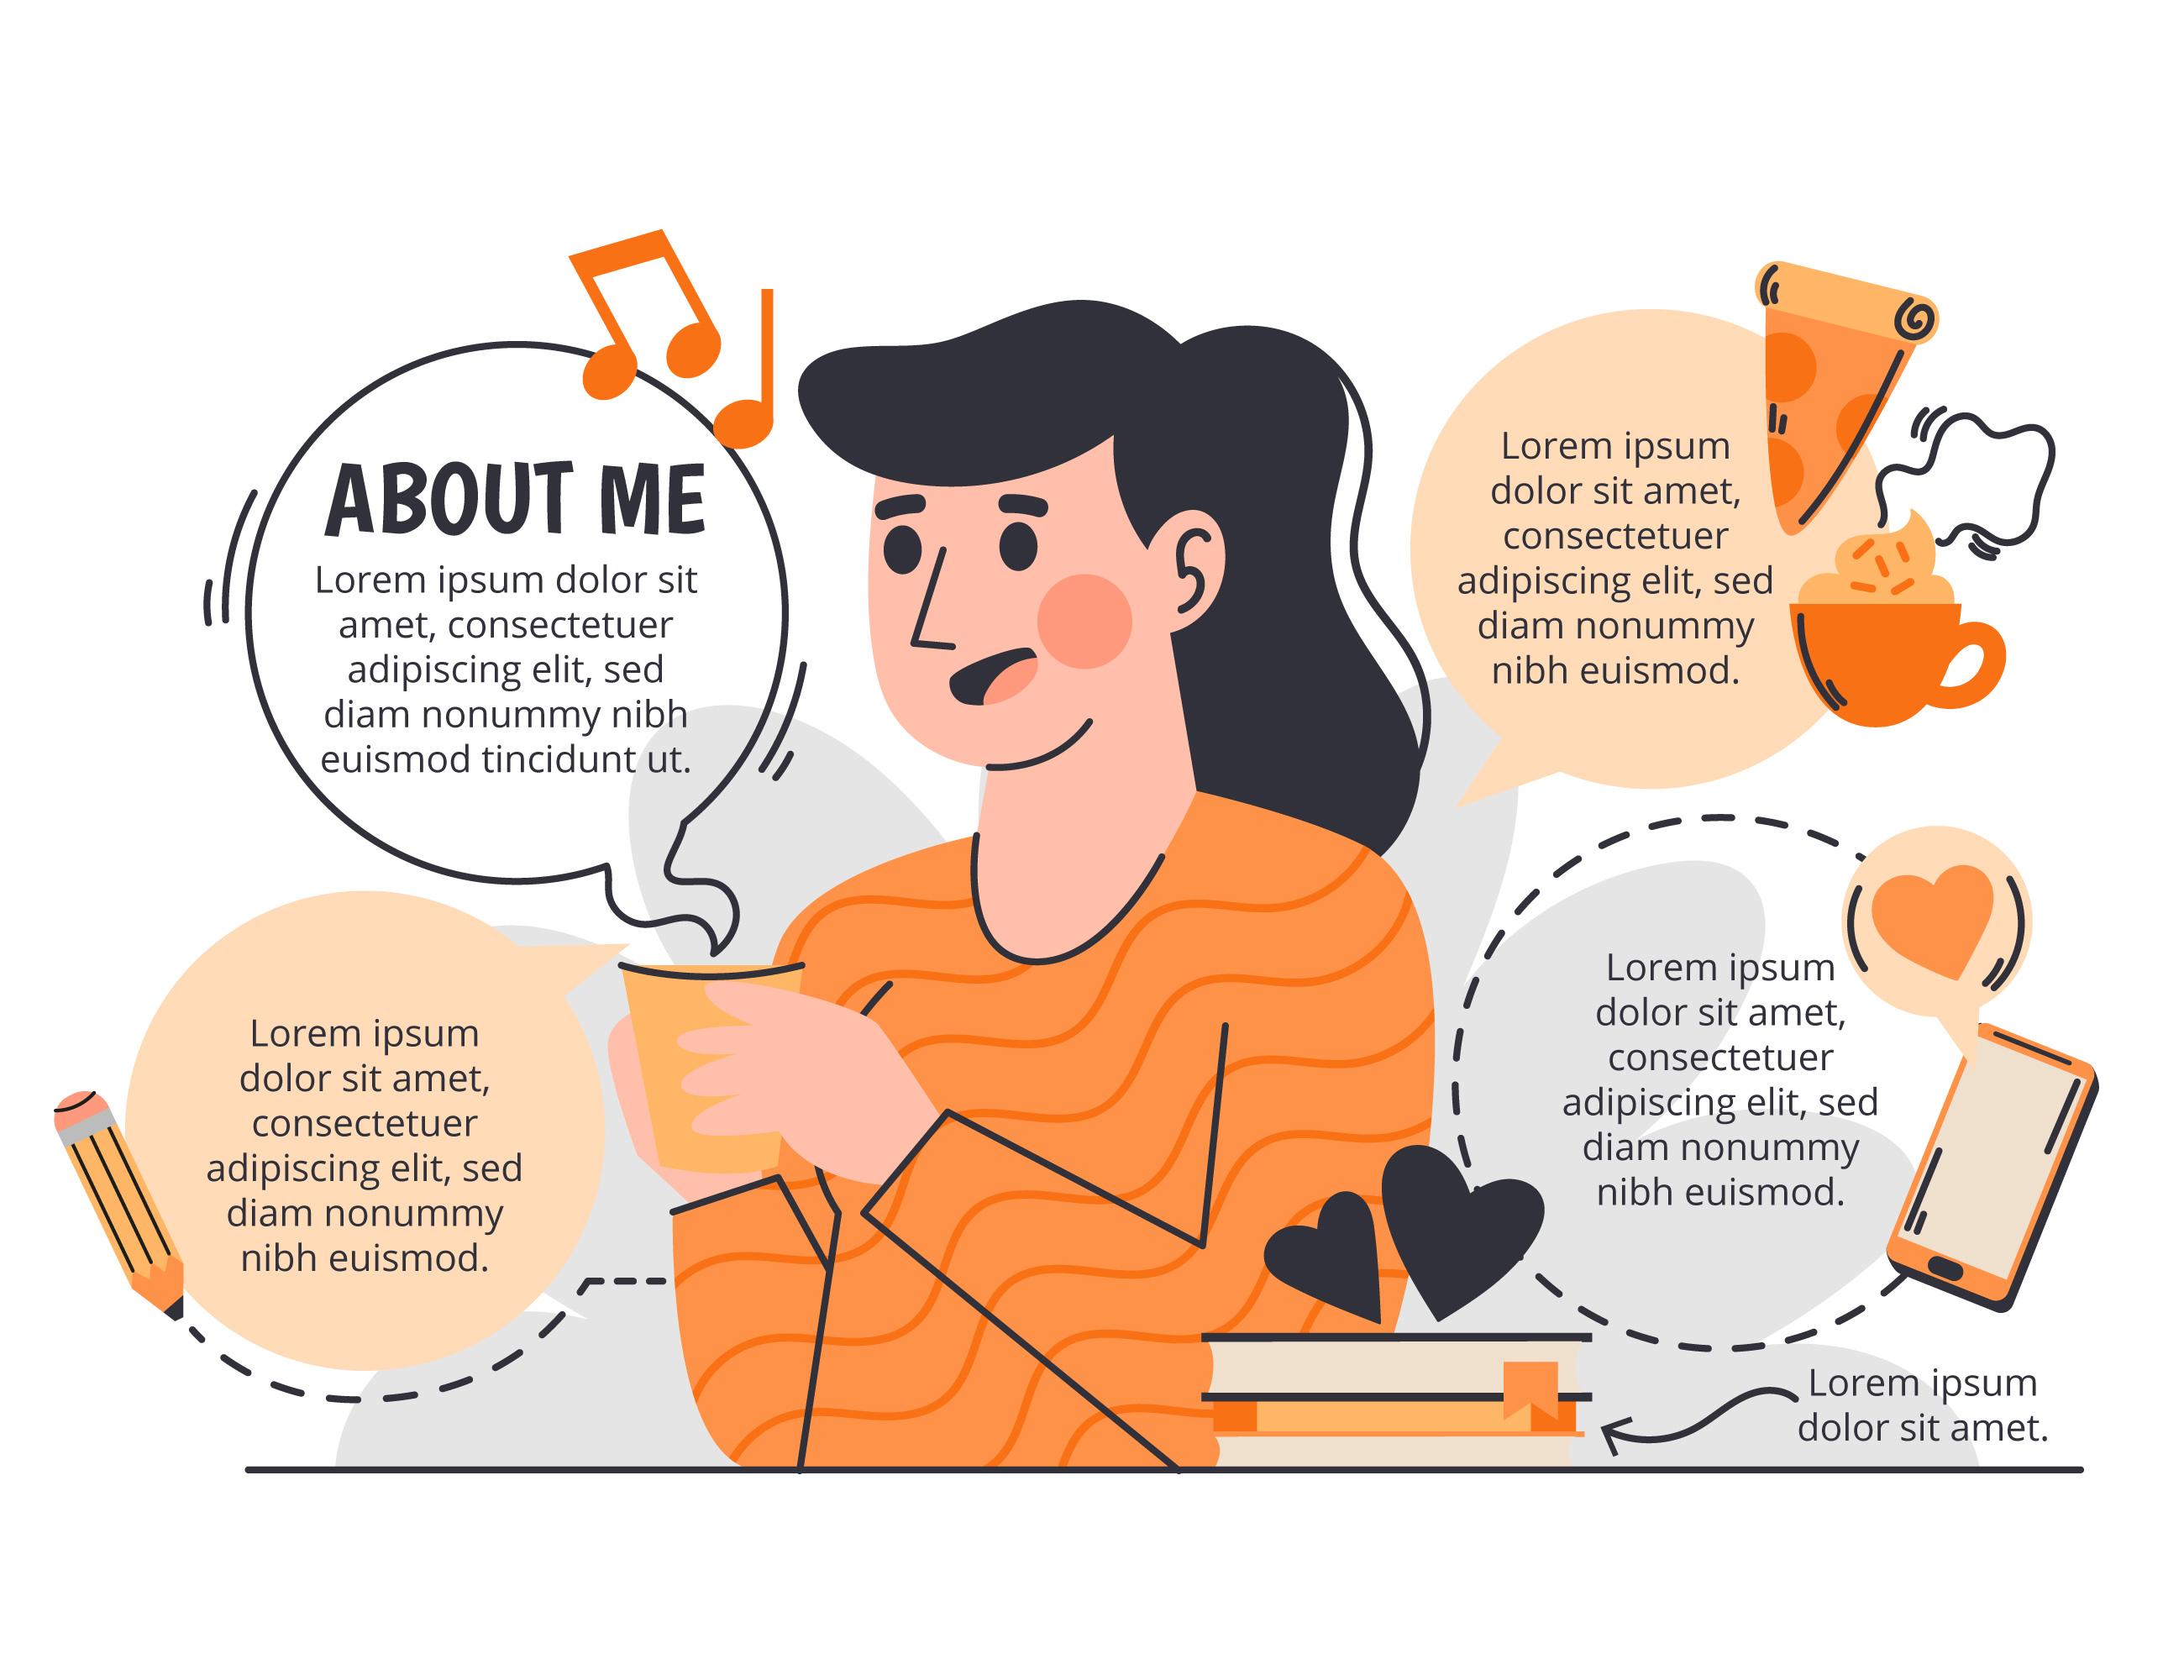 ABOUT ME
Lorem ipsum dolor sit
amet, consectetuer
adipiscing elit, sed
diam nonummy nibh
euismod tincidunt ut.
Lorem ipsum
dolor sit amet,
consectetuer
adipiscing elit, sed
diam nonummy
nibh euismod.
Lorem ipsum
dolor sit amet,
consectetuer
adipiscing elit, sed
diam nonummy
nibh euismod.
Lorem ipsum
dolor sit amet,
consectetuer
adipiscing elit, sed
diam nonummy
nibh euismod.
Lorem ipsum
dolor sit amet.